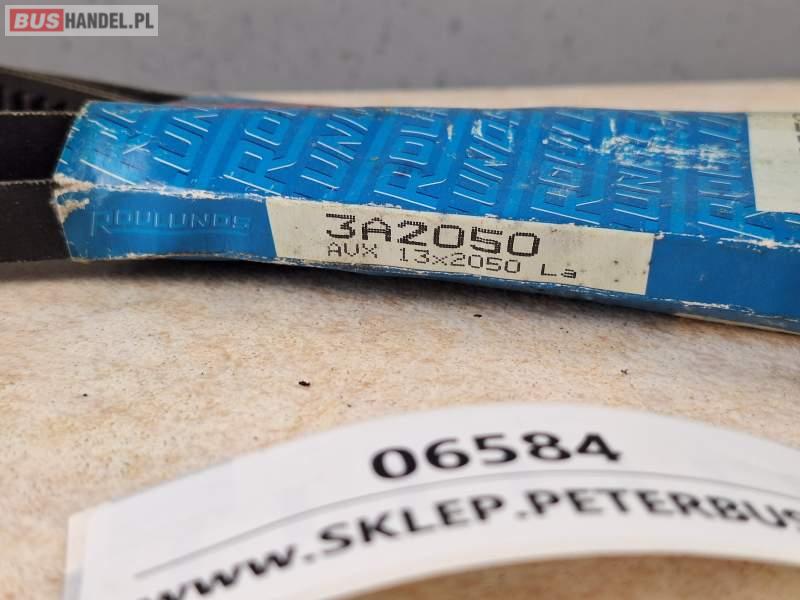 BUSHANDEL.PL
ROULUNDS
3A2050
AVX 13x2050 La
06584
www.SKLEP.PETERBUS